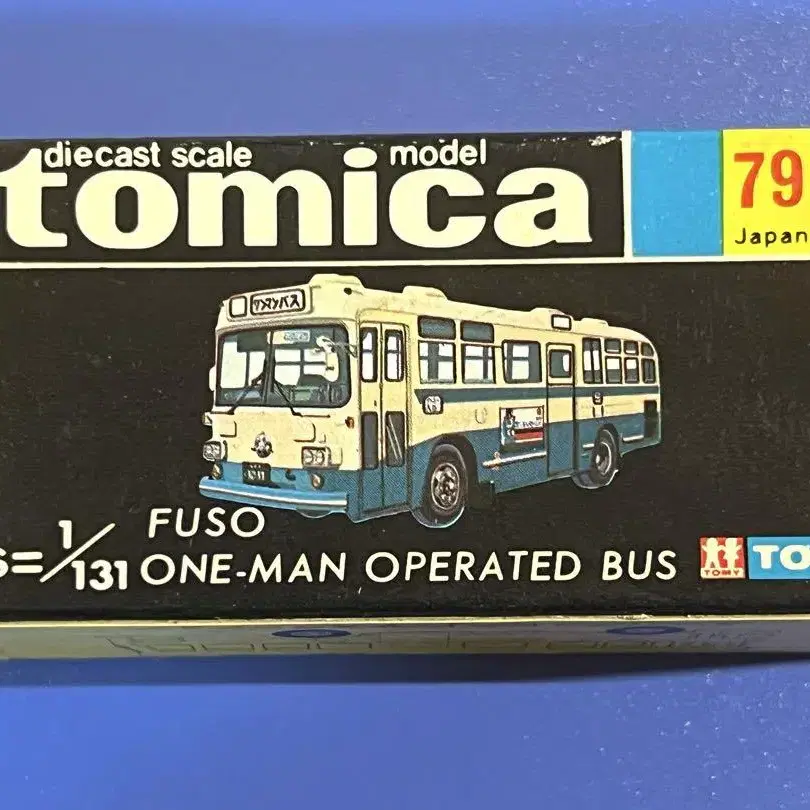 diecast scale model
tomica
79
Japan
ワンマンバス
S=1/131 FUSO
ONE-MAN OPERATED BUS
TOMY
TO